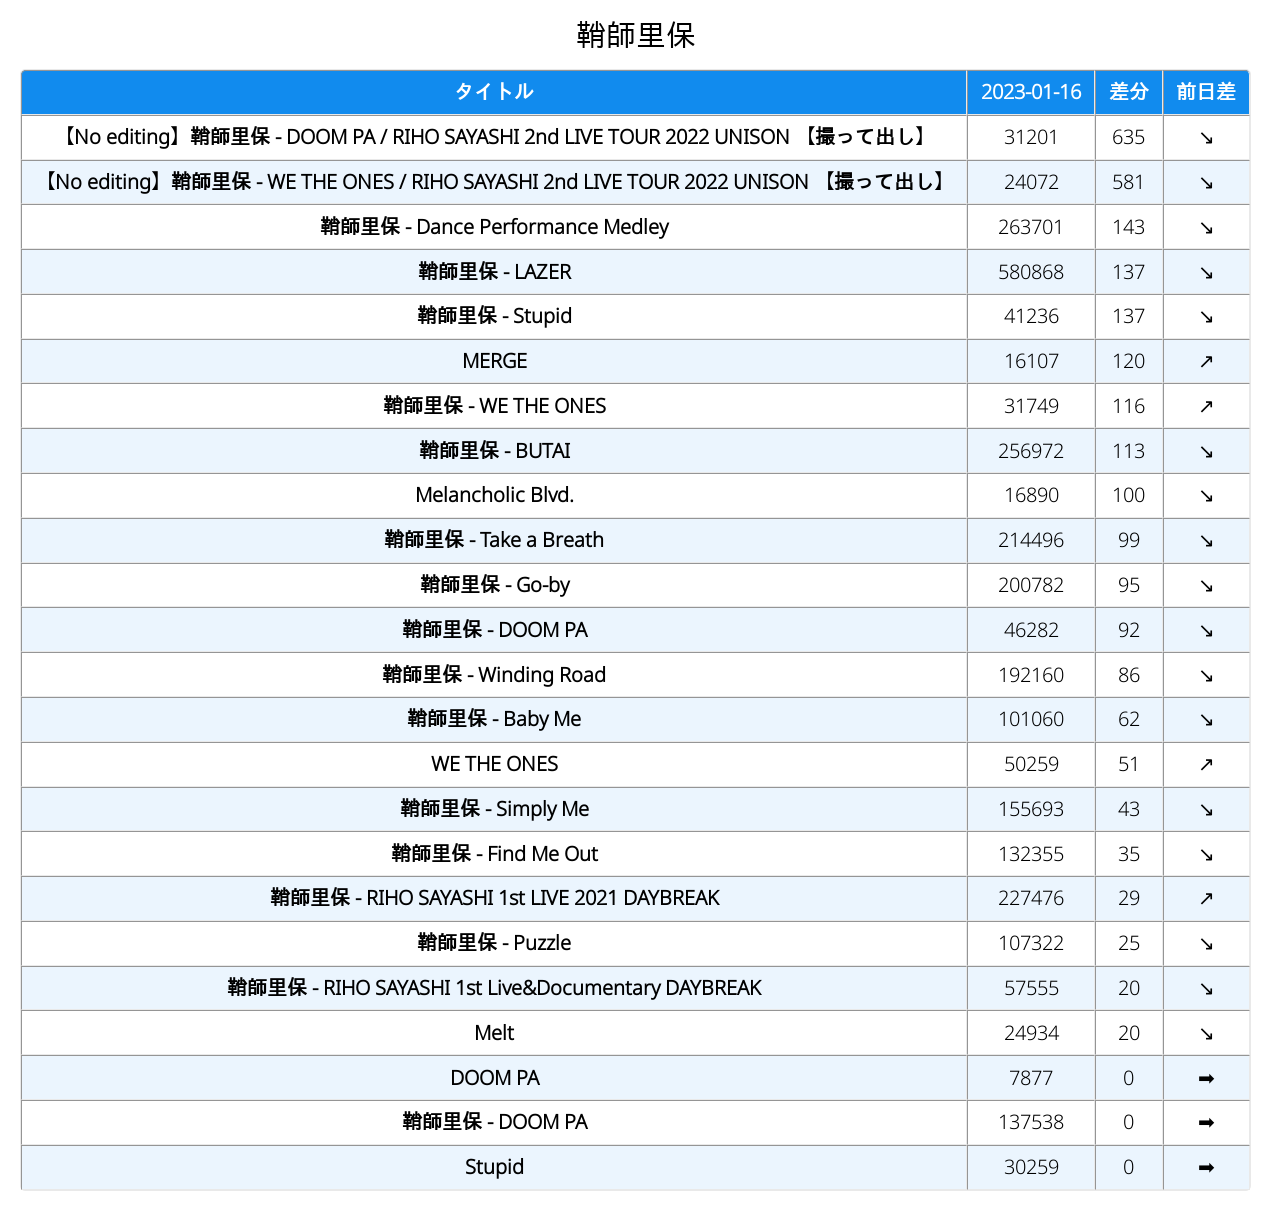 鞘師里保
タイトル 2023-01-16 差分 前日差
【No editing】鞘師里保 - DOOM PA / RIHO SAYASHI 2nd LIVE TOUR 2022 UNISON 【撮って出し】 31201 635 ↘
【No editing】鞘師里保 - WE THE ONES / RIHO SAYASHI 2nd LIVE TOUR 2022 UNISON 【撮って出し】 24072 581 ↘
鞘師里保 - Dance Performance Medley 263701 143 ↘
鞘師里保 - LAZER 580868 137 ↘
鞘師里保 - Stupid 41236 137 ↘
MERGE 16107 120 ↗
鞘師里保 - WE THE ONES 31749 116 ↗
鞘師里保 - BUTAI 256972 113 ↘
Melancholic Blvd. 16890 100 ↘
鞘師里保 - Take a Breath 214496 99 ↘
鞘師里保 - Go-by 200782 95 ↘
鞘師里保 - DOOM PA 46282 92 ↘
鞘師里保 - Winding Road 192160 86 ↘
鞘師里保 - Baby Me 101060 62 ↘
WE THE ONES 50259 51 ↗
鞘師里保 - Simply Me 155693 43 ↘
鞘師里保 - Find Me Out 132355 35 ↘
鞘師里保 - RIHO SAYASHI 1st LIVE 2021 DAYBREAK 227476 29 ↗
鞘師里保 - Puzzle 107322 25 ↘
鞘師里保 - RIHO SAYASHI 1st Live&Documentary DAYBREAK 57555 20 ↘
Melt 24934 20 ↘
DOOM PA 7877 0 ➡
鞘師里保 - DOOM PA 137538 0 ➡
Stupid 30259 0 ➡